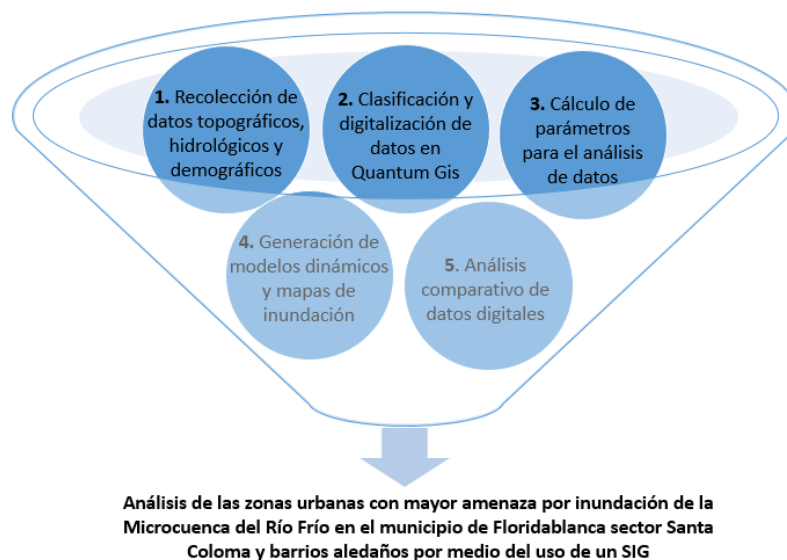 1. Recolección de
datos topográficos,
hidrológicos y
demográficos
2. Clasificación y
digitalización de
datos en
Quantum Gis
3. Cálculo de
parámetros
para el análisis
de datos
4. Generación de
modelos dinámicos
y mapas de
inundación
5. Análisis
comparativo de
datos digitales
Análisis de las zonas urbanas con mayor amenaza por inundación de la
Microcuenca del Río Frío en el municipio de Floridablanca sector Santa
Coloma y barrios aledaños por medio del uso de un SIG